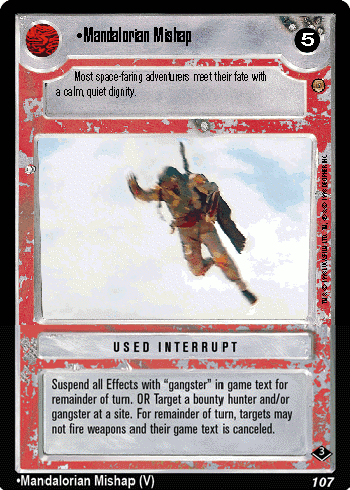 •Mandalorian Mishap
5
Most space-faring adventurers meet their fate with
a calm, quiet dignity.
USED INTERRUPT
Suspend all Effects with “gangster” in game text for
remainder of turn. OR Target a bounty hunter and/or
gangster at a site. For remainder of turn, targets may
not fire weapons and their game text is canceled.
3
•Mandalorian Mishap (V)
107